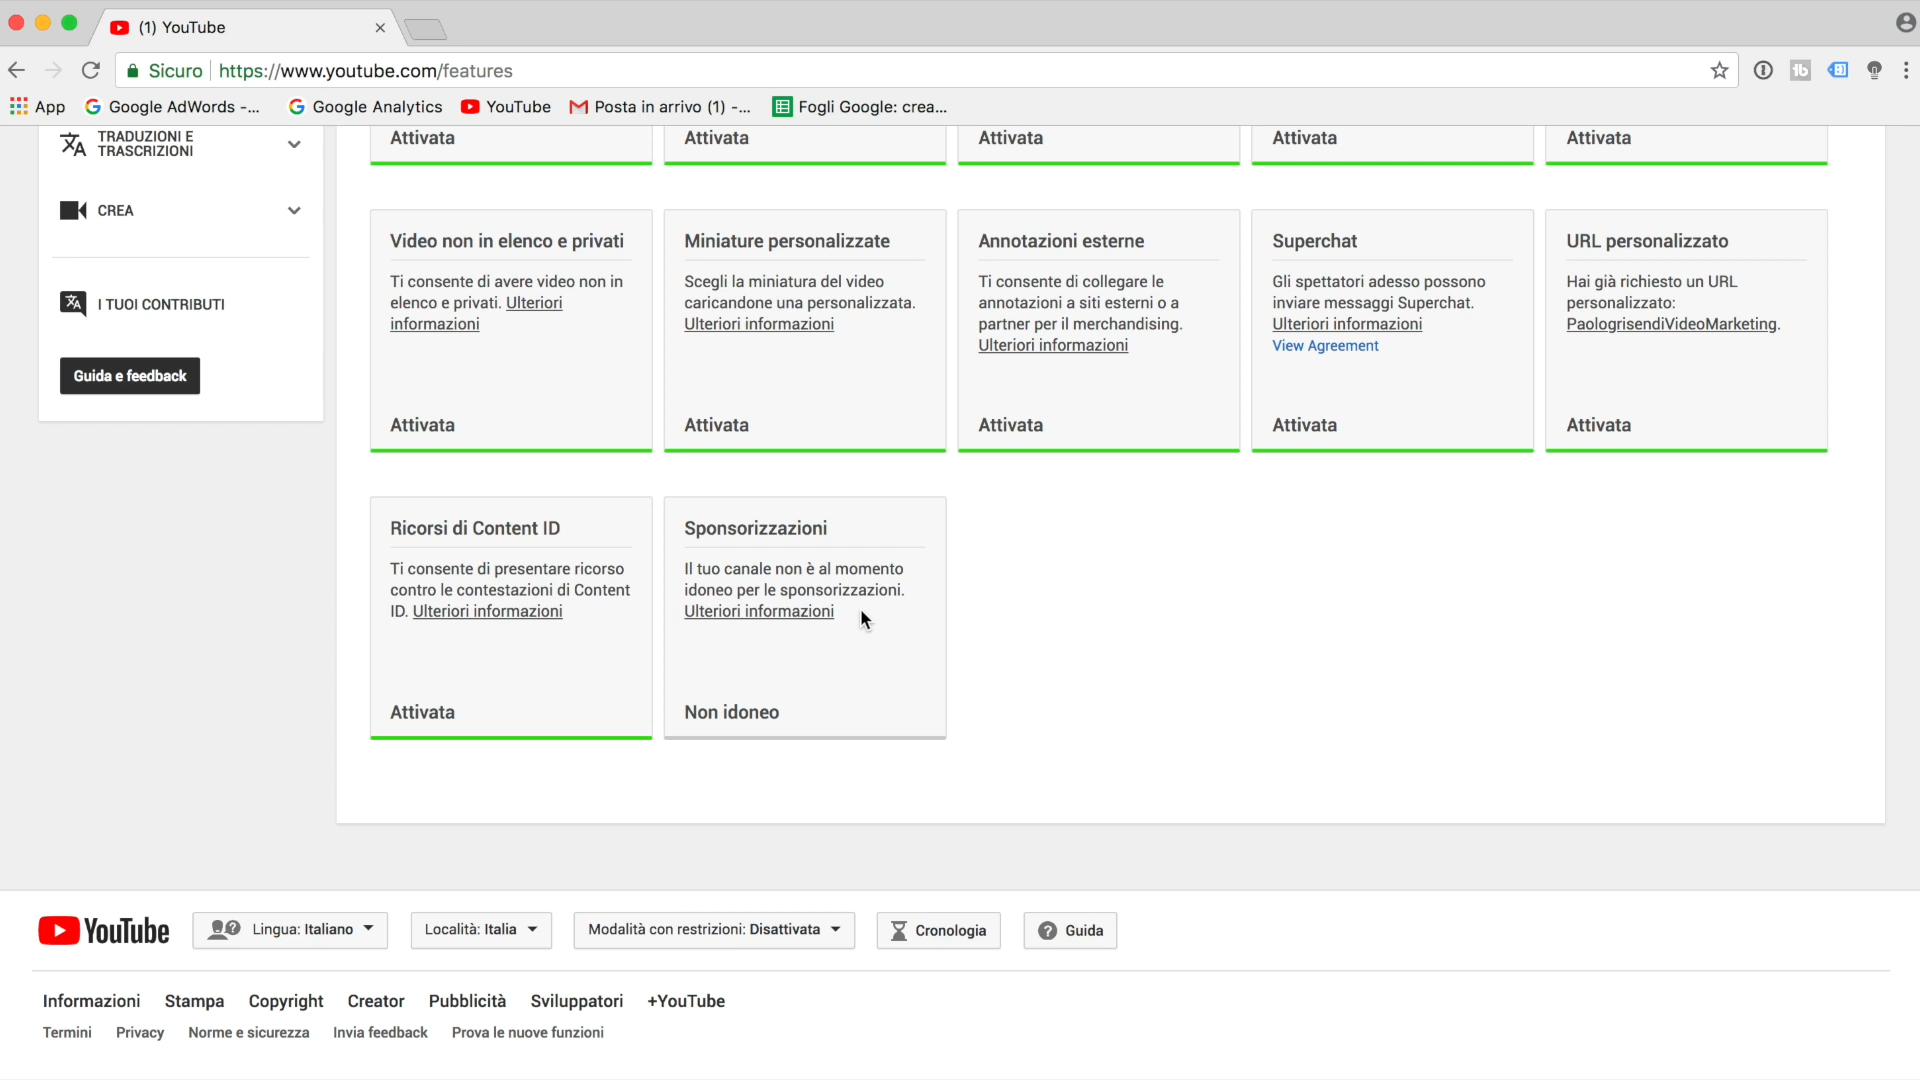 (1) YouTube
Sicuro https://www.youtube.com/features
App Google AdWords -... Google Analytics YouTube Posta in arrivo (1) -... Fogli Google: crea...
TRADUZIONI E
TRASCRIZIONI
CREA
I TUOI CONTRIBUTI
Guida e feedback
Attivata Attivata Attivata Attivata Attivata
Video non in elenco e privati
Ti consente di avere video non in
elenco e privati. Ulteriori
informazioni
Attivata
Miniature personalizzate
Scegli la miniatura del video
caricandone una personalizzata.
Ulteriori informazioni
Attivata
Annotazioni esterne
Ti consente di collegare le
annotazioni a siti esterni o a
partner per il merchandising.
Ulteriori informazioni
Attivata
Superchat
Gli spettatori adesso possono
inviare messaggi Superchat.
Ulteriori informazioni
View Agreement
Attivata
URL personalizzato
Hai già richiesto un URL
personalizzato:
PaologrisendiVideoMarketing.
Attivata
Ricorsi di Content ID
Ti consente di presentare ricorso
contro le contestazioni di Content
ID. Ulteriori informazioni
Attivata
Sponsorizzazioni
Il tuo canale non è al momento
idoneo per le sponsorizzazioni.
Ulteriori informazioni
Non idoneo
YouTube Lingua: Italiano Località: Italia Modalità con restrizioni: Disattivata Cronologia Guida
Informazioni Stampa Copyright Creator Pubblicità Sviluppatori +YouTube
Termini Privacy Norme e sicurezza Invia feedback Prova le nuove funzioni